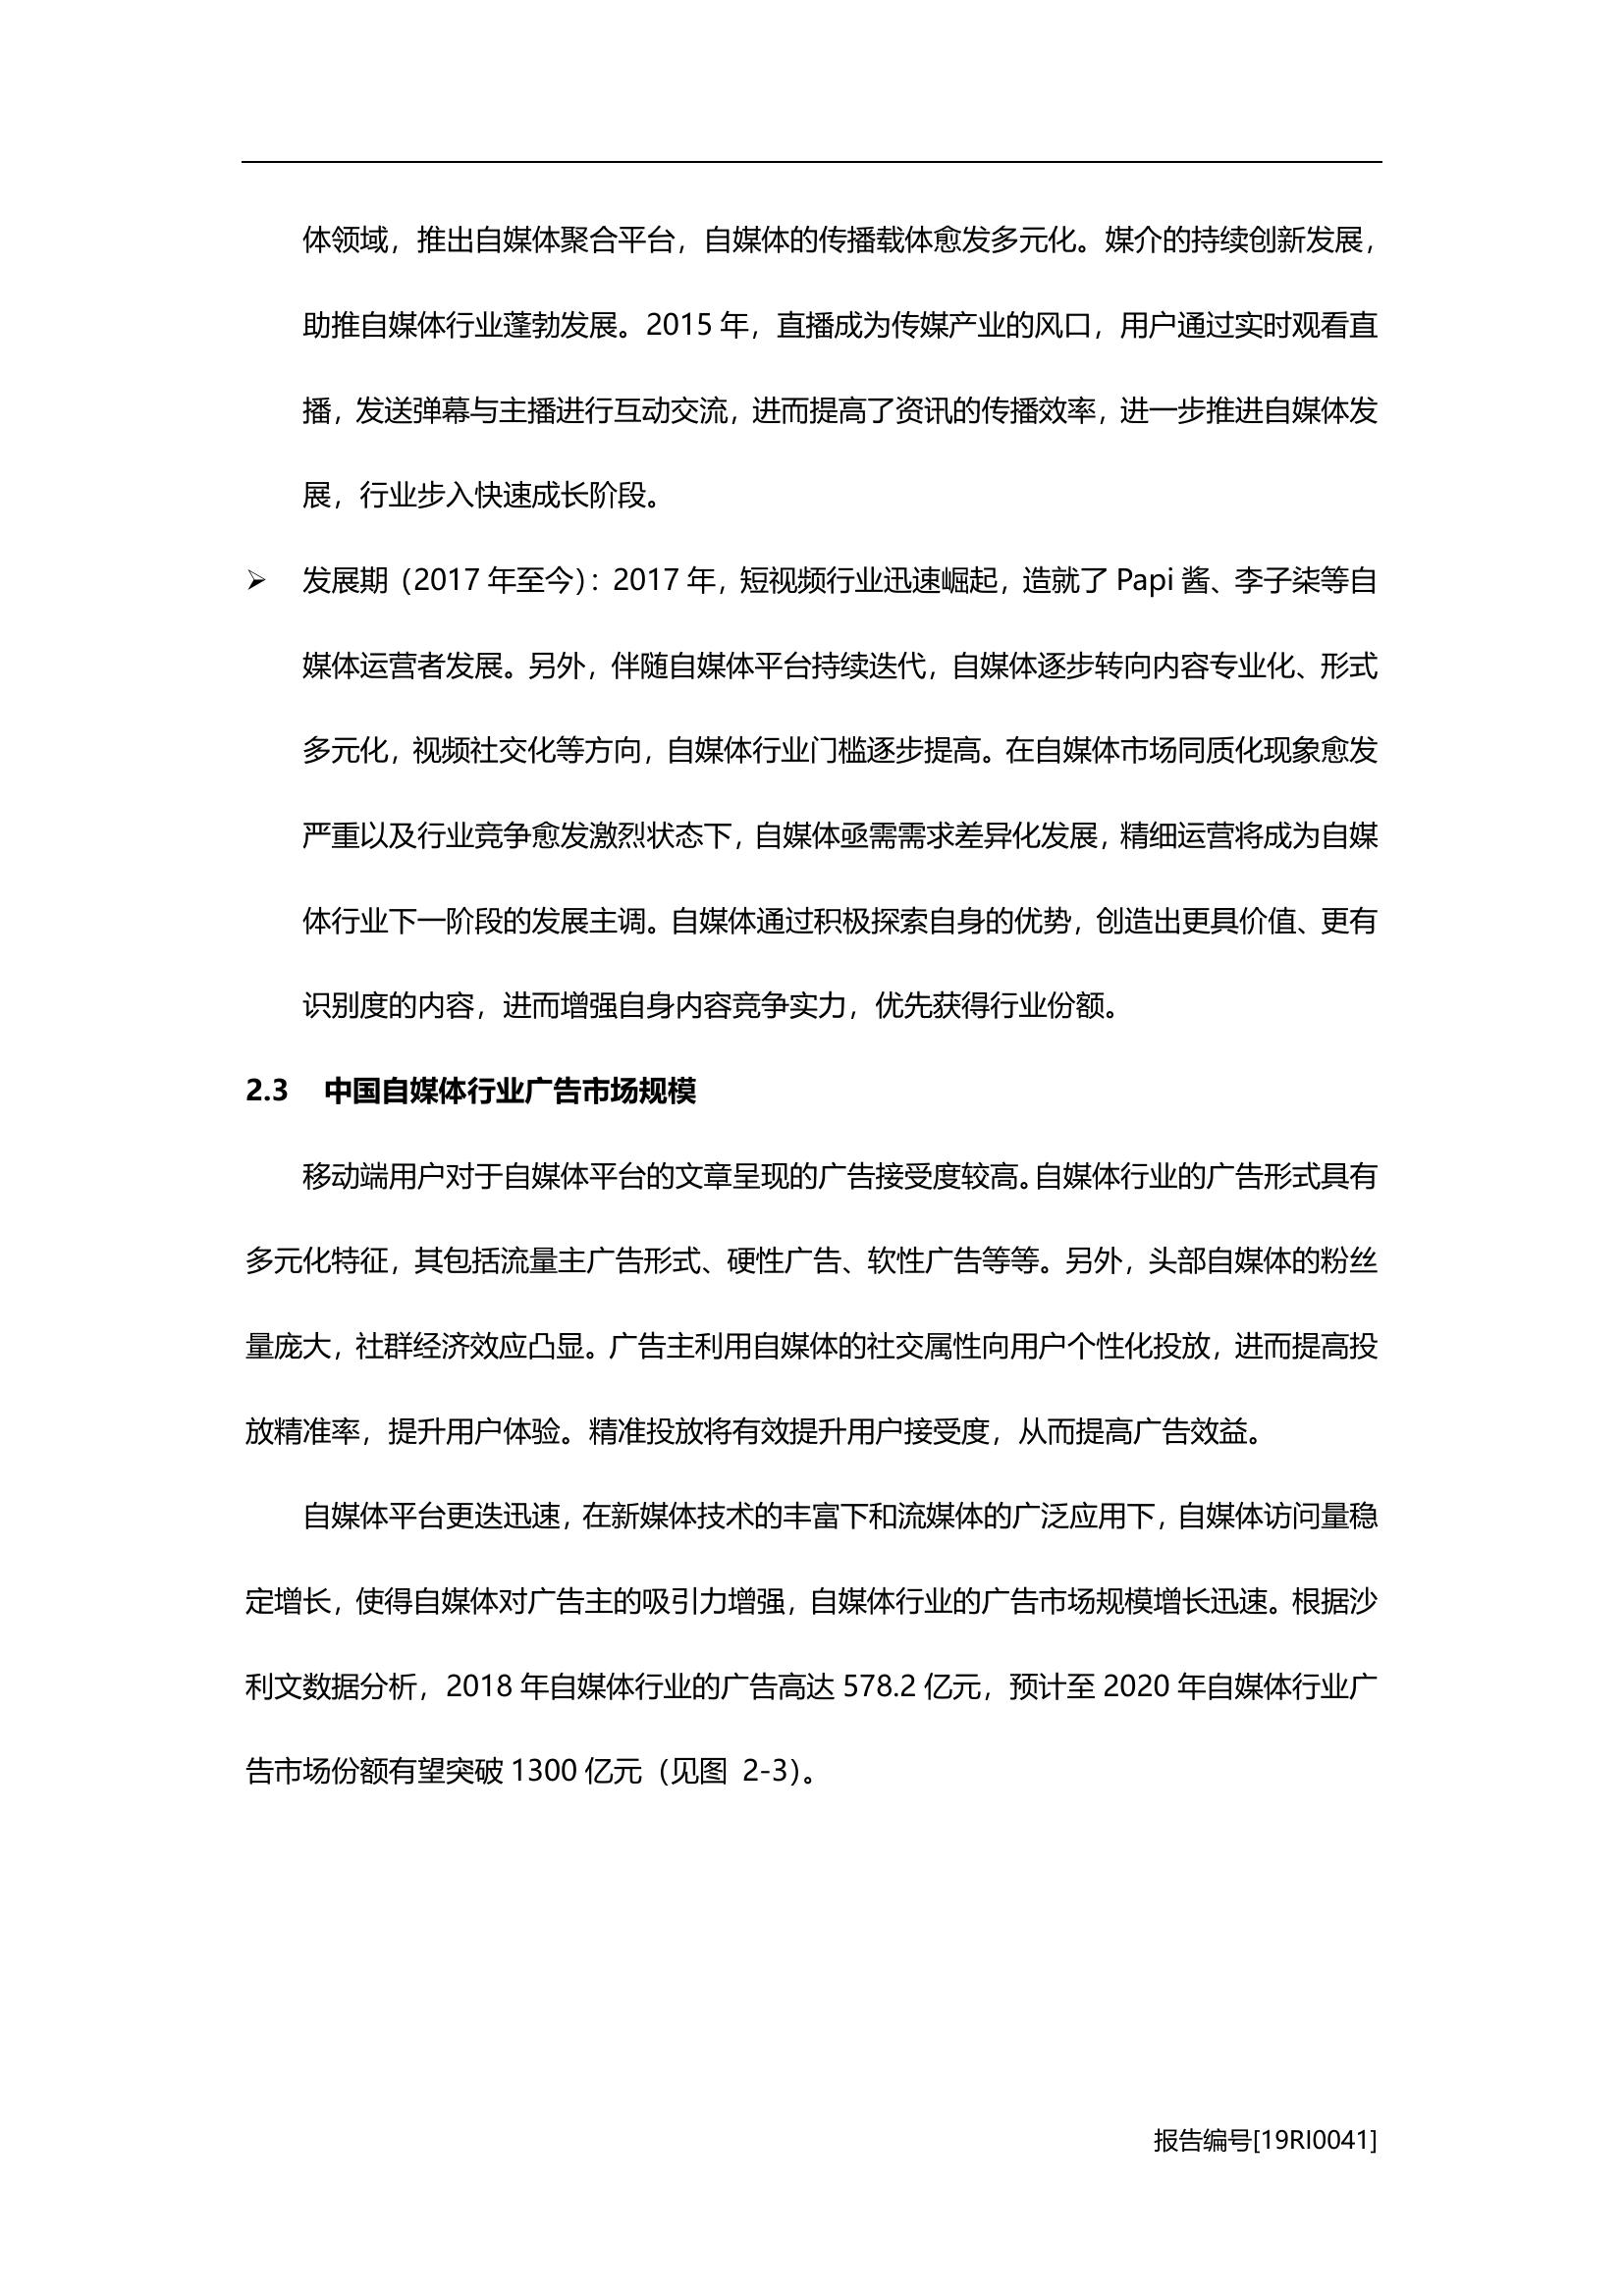 体领域，推出自媒体聚合平台，自媒体的传播载体愈发多元化。媒介的持续创新发展，
助推自媒体行业蓬勃发展。2015 年，直播成为传媒产业的风口，用户通过实时观看直
播，发送弹幕与主播进行互动交流，进而提高了资讯的传播效率，进一步推进自媒体发
展，行业步入快速成长阶段。
➢ 发展期（2017 年至今）：2017 年，短视频行业迅速崛起，造就了 Papi 酱、李子柒等自
媒体运营者发展。另外，伴随自媒体平台持续迭代，自媒体逐步转向内容专业化、形式
多元化，视频社交化等方向，自媒体行业门槛逐步提高。在自媒体市场同质化现象愈发
严重以及行业竞争愈发激烈状态下，自媒体亟需需求差异化发展，精细运营将成为自媒
体行业下一阶段的发展主调。自媒体通过积极探索自身的优势，创造出更具价值、更有
识别度的内容，进而增强自身内容竞争实力，优先获得行业份额。
2.3 中国自媒体行业广告市场规模
移动端用户对于自媒体平台的文章呈现的广告接受度较高。自媒体行业的广告形式具有
多元化特征，其包括流量主广告形式、硬性广告、软性广告等等。另外，头部自媒体的粉丝
量庞大，社群经济效应凸显。广告主利用自媒体的社交属性向用户个性化投放，进而提高投
放精准率，提升用户体验。精准投放将有效提升用户接受度，从而提高广告效益。
自媒体平台更迭迅速，在新媒体技术的丰富下和流媒体的广泛应用下，自媒体访问量稳
定增长，使得自媒体对广告主的吸引力增强，自媒体行业的广告市场规模增长迅速。根据沙
利文数据分析，2018 年自媒体行业的广告高达 578.2 亿元，预计至 2020 年自媒体行业广
告市场份额有望突破 1300 亿元（见图 2-3）。
报告编号[19RI0041]